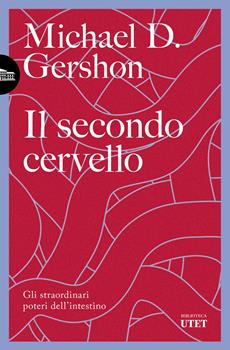 Michael D.
Gershon
Il secondo
cervello
Gli straordinari
poteri dell'intestino
BIBLIOTECA
UTET